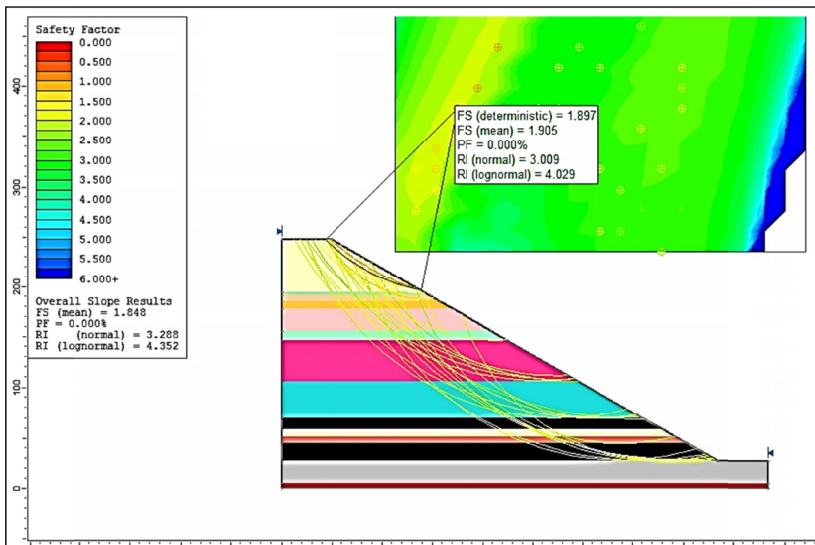 Safety Factor
0.000
0.500
1.000
1.500
2.000
2.500
3.000
3.500
4.000
4.500
5.000
5.500
6.000+
Overall Slope Results
FS (mean) = 1.848
PF = 0.000%
RI (normal) = 3.288
RI (lognormal) = 4.352
FS (deterministic) = 1.897
FS (mean) = 1.905
PF = 0.000%
RI (normal) = 3.009
RI (lognormal) = 4.029
400
300
200
100
0